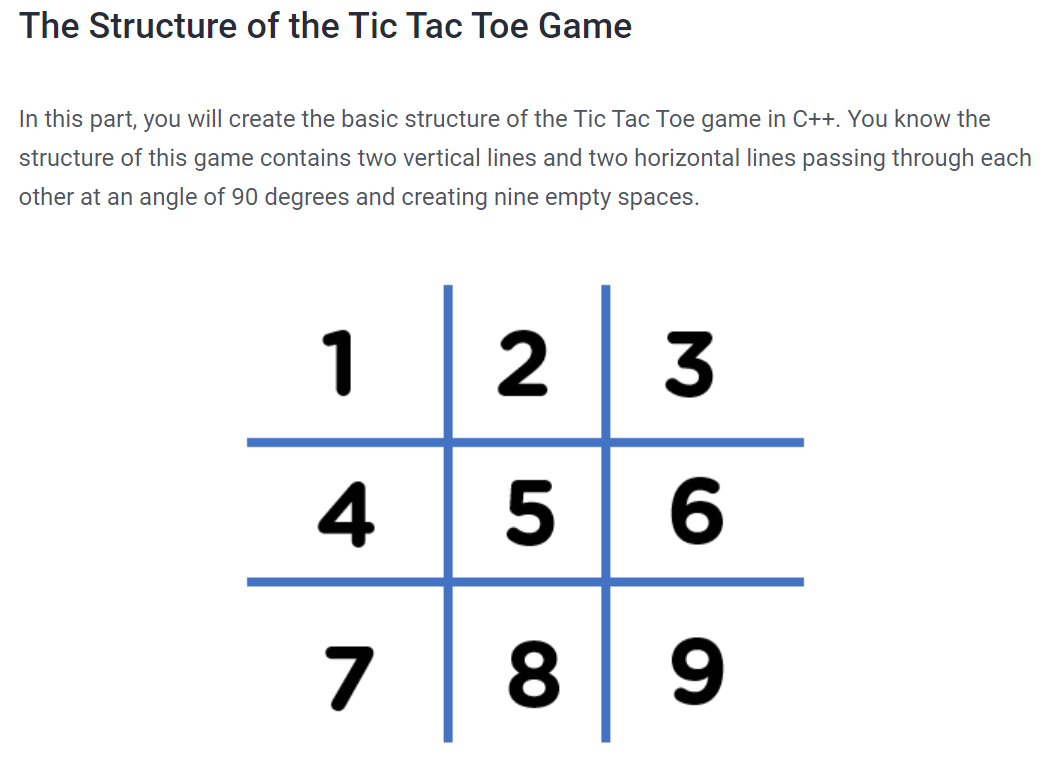 The Structure of the Tic Tac Toe Game
In this part, you will create the basic structure of the Tic Tac Toe game in C++. You know the
structure of this game contains two vertical lines and two horizontal lines passing through each
other at an angle of 90 degrees and creating nine empty spaces.
1 2 3
4 5 6
7 8 9